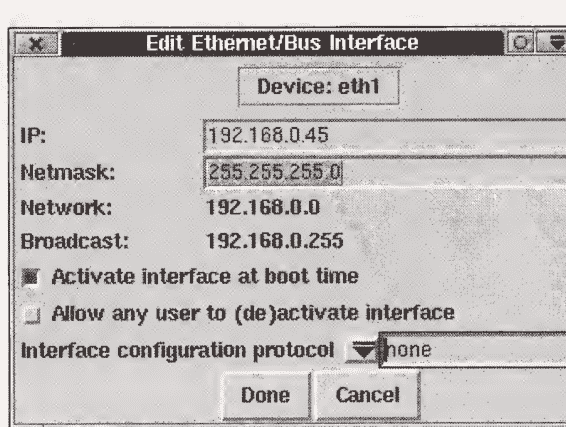 Edit Ethernet/Bus Interface
Device: eth1
IP: 192.168.0.45
Netmask: 255.255.255.0
Network: 192.168.0.0
Broadcast: 192.168.0.255
Activate interface at boot time
Allow any user to (de)activate interface
Interface configuration protocol none
Done Cancel